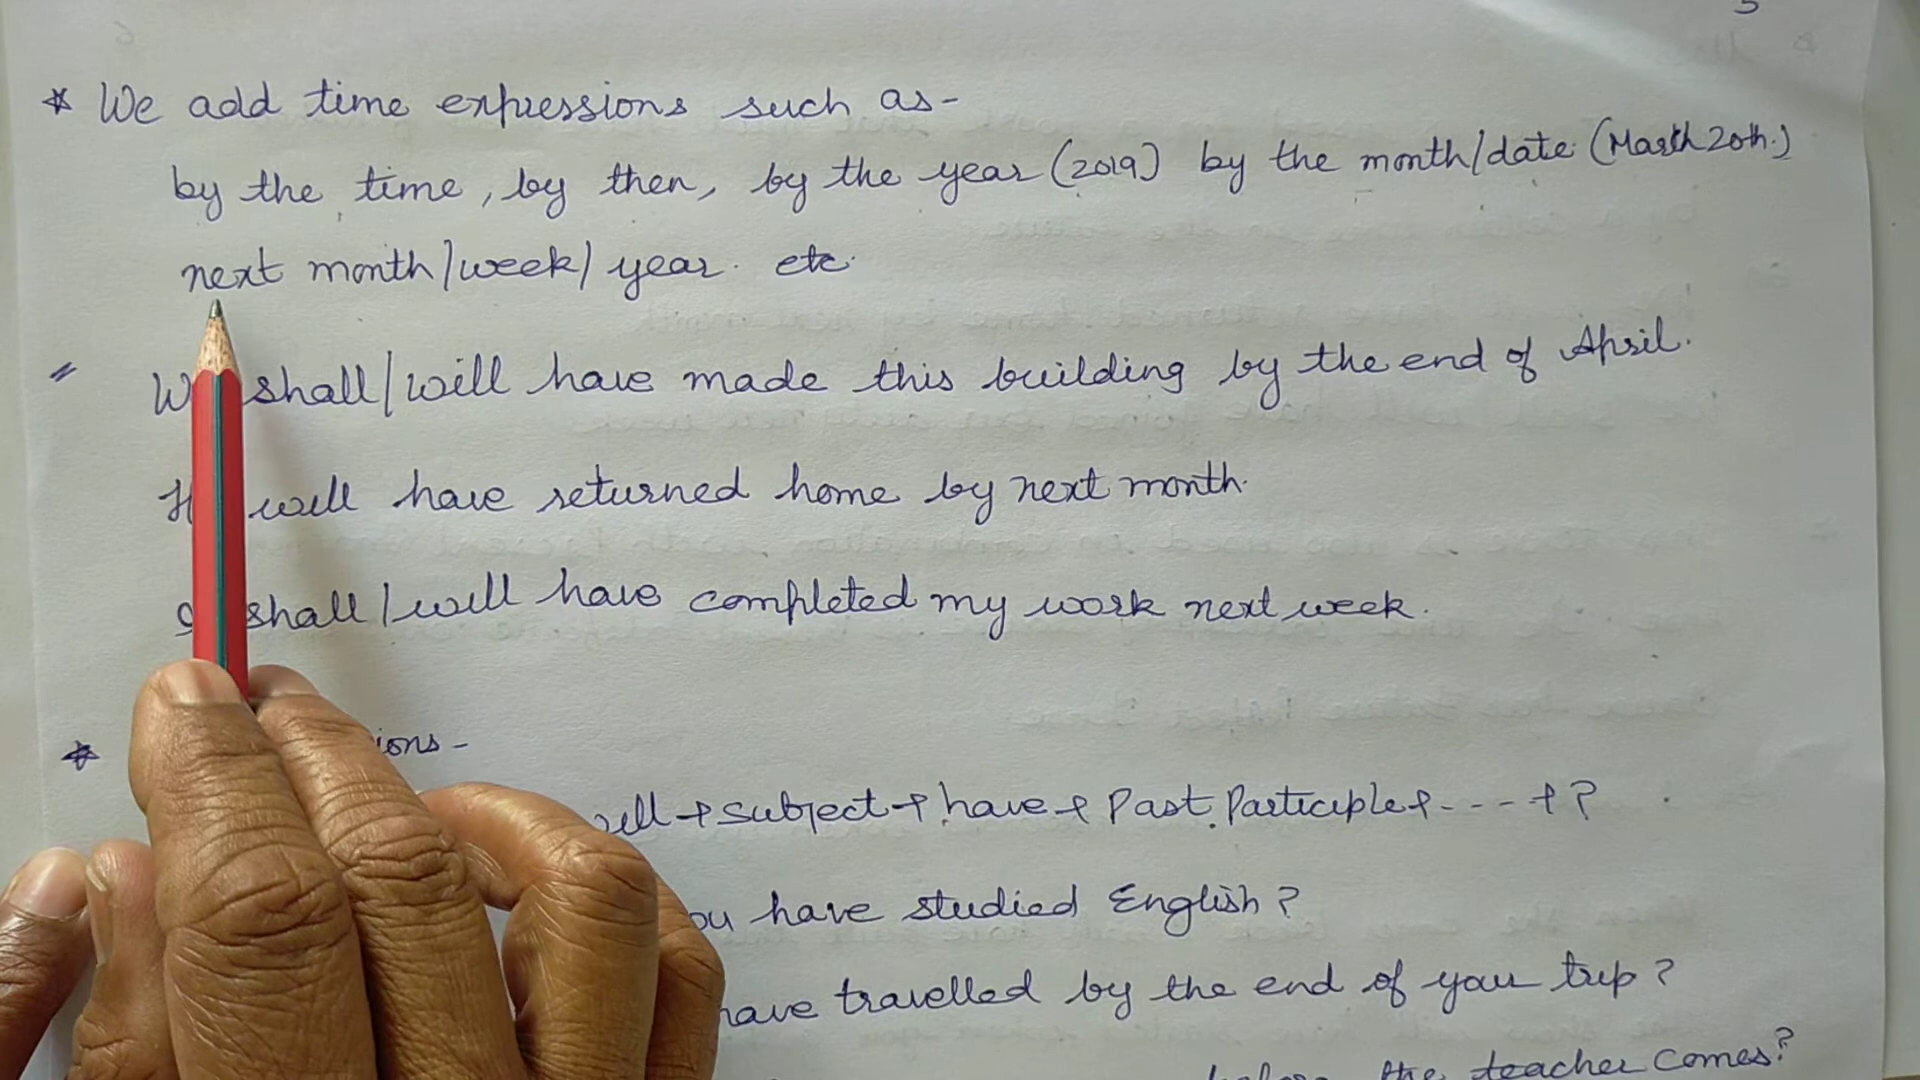 5
* We add time expressions such as-
by the time, by then, by the year (2019) by the month/date (March 20th.)
next month/week/year. etc.
shall/will have made this building by the end of April.
will have returned home by next month.
shall/will have completed my work next week.
*
+ subject + have + Past Participle + ---- + ?
have studied English?
have travelled by the end of your trip?
before the teacher comes?